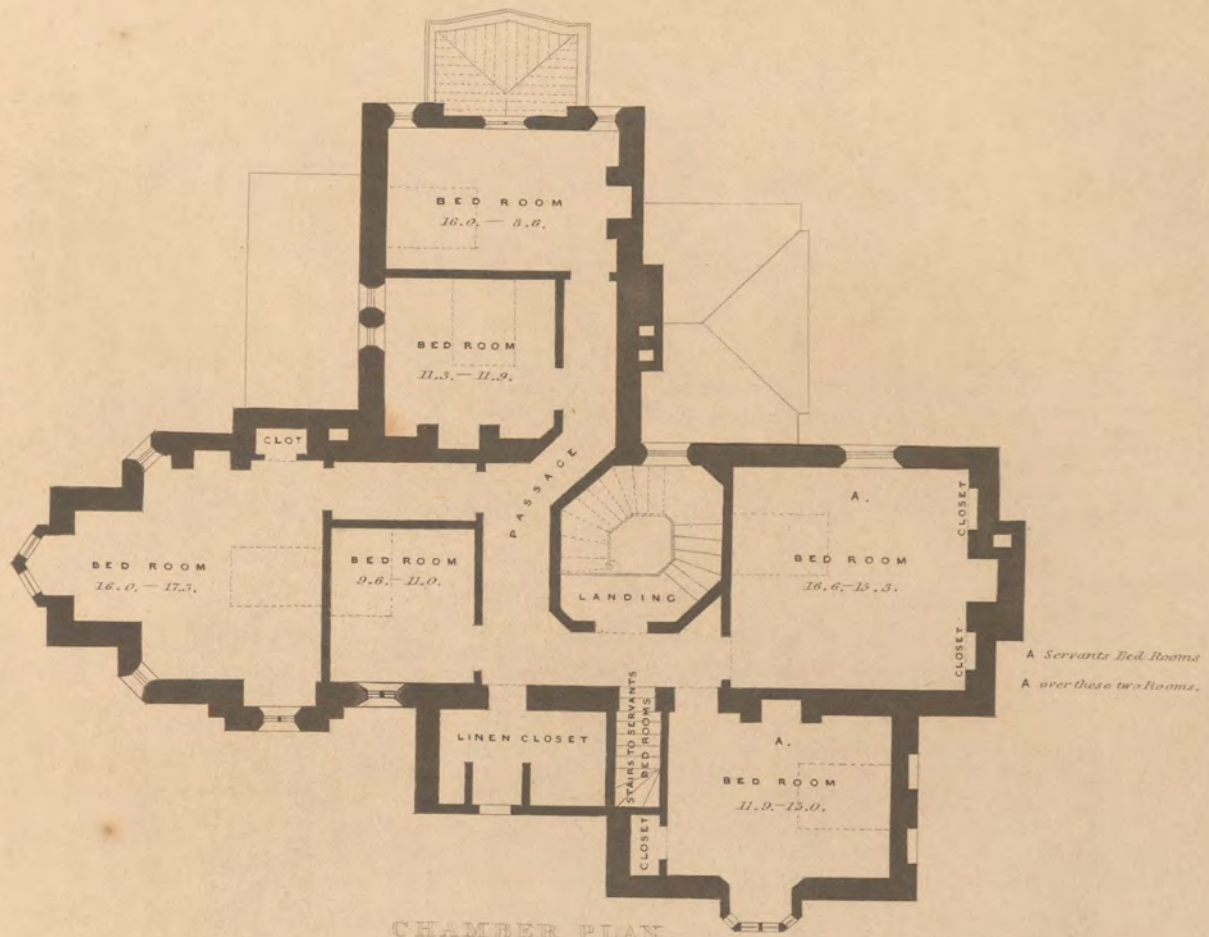 BED ROOM
16.0.—8.6.
BED ROOM
11.3.—11.9.
CLOT
PASSAGE
BED ROOM
16.0.—17.3.
BED ROOM
9.6.—11.0.
LANDING
A.
BED ROOM
16.6.—15.3.
CLOSET
CLOSET
A Servants Bed Rooms
A over these two Rooms.
LINEN CLOSET
STAIRS TO SERVANTS
BED ROOMS
A.
BED ROOM
11.9.—15.0.
CLOSET
CHAMBER PLAN